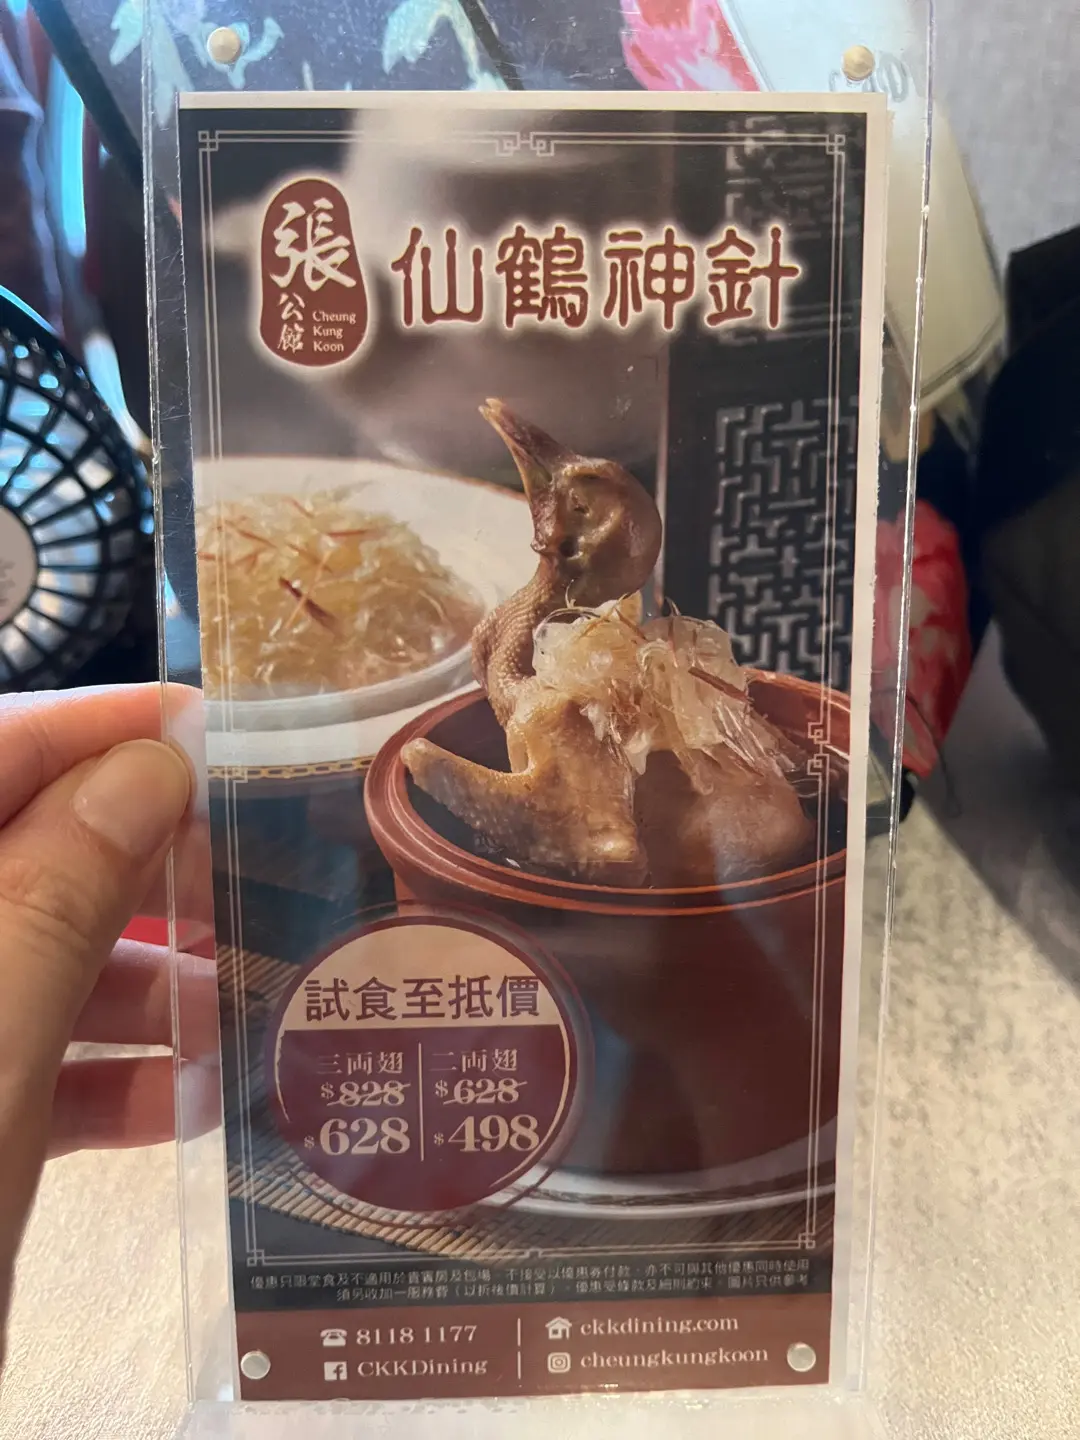 張
公館
Cheung
Kung
Koon
仙鶴神針
試食至抵價
三両翅
$828
$628
二両翅
$628
$498
優惠只限堂食及不適用於貴賓房及包場，不接受以優惠券付款，亦不可與其他優惠同時使用
須另收加一服務費（以折後價計算）。優惠受條款及細則約束。圖片只供參考
8118 1177
ckkdining.com
CKKDining
cheungkungkoon